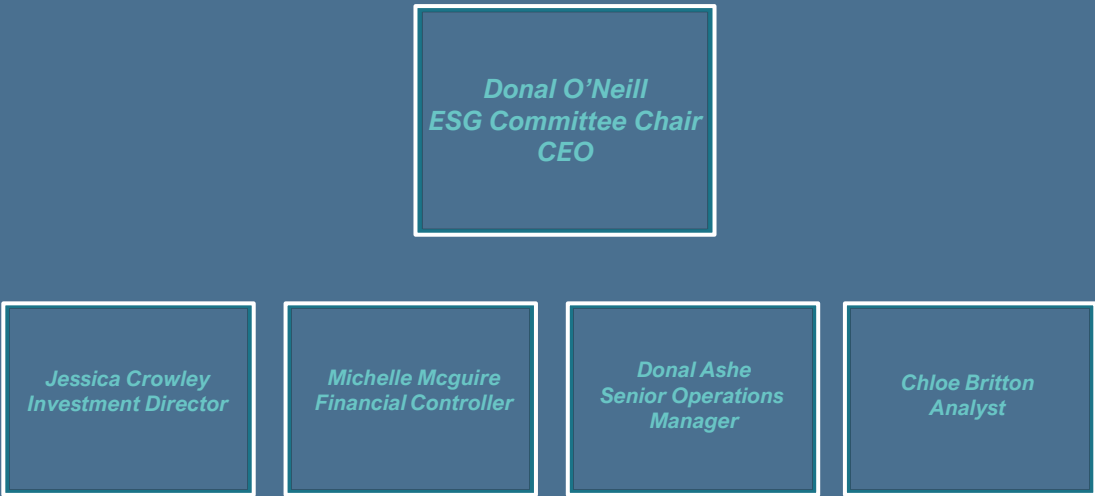 Donal O’Neill
ESG Committee Chair
CEO
Jessica Crowley
Investment Director
Michelle Mcguire
Financial Controller
Donal Ashe
Senior Operations
Manager
Chloe Britton
Analyst